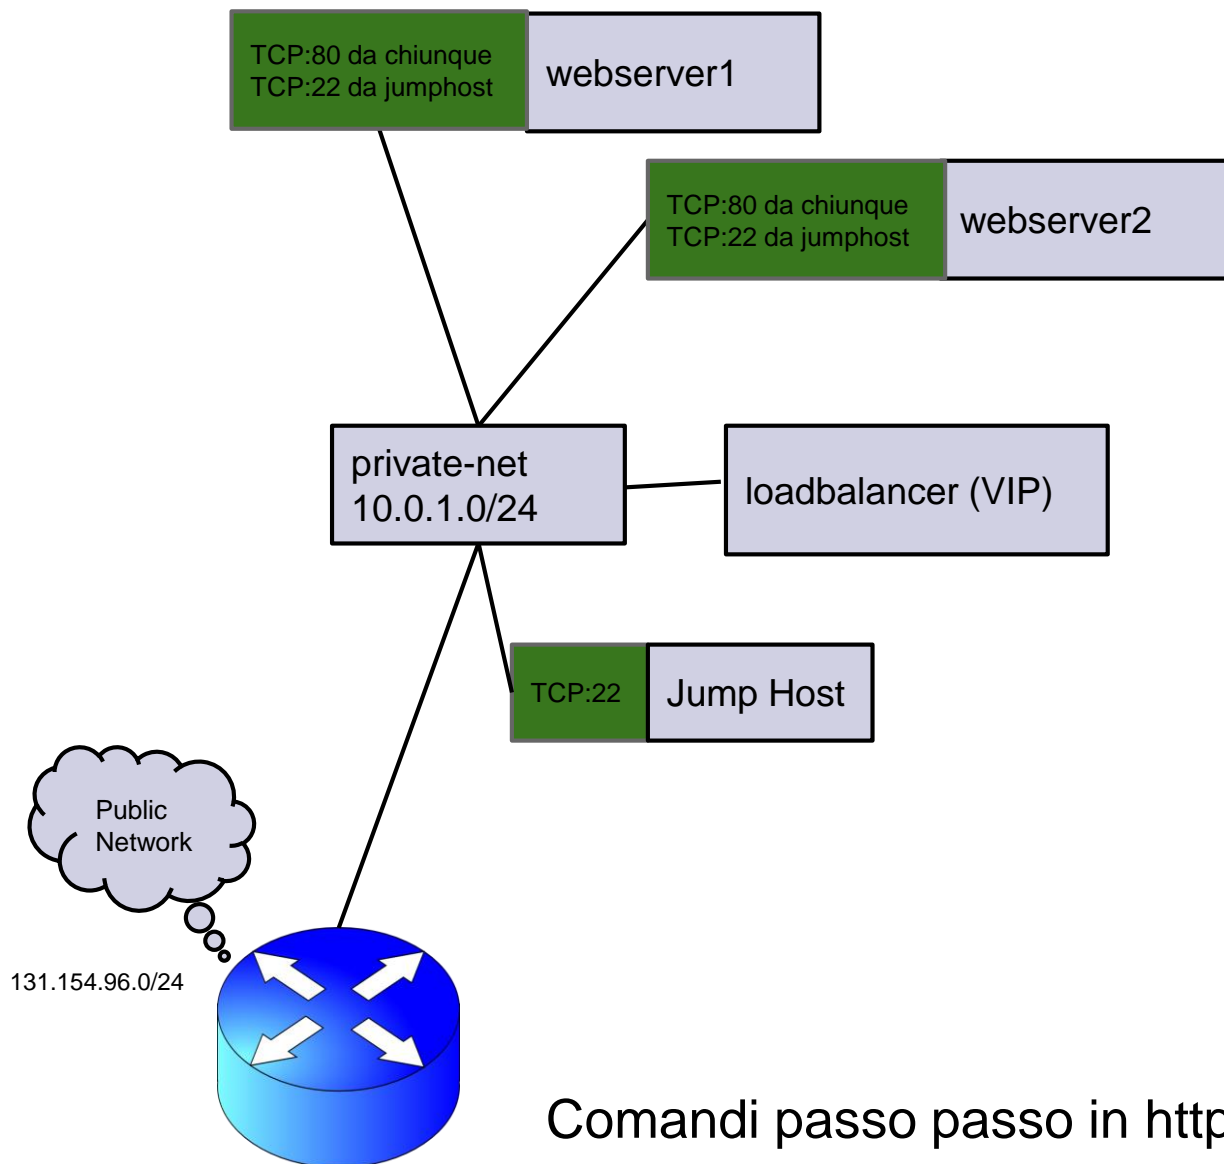 TCP:80 da chiunque
TCP:22 da jumphost
webserver1
TCP:80 da chiunque
TCP:22 da jumphost
webserver2
private-net
10.0.1.0/24
loadbalancer (VIP)
TCP:22
Jump Host
Public
Network
131.154.96.0/24
Comandi passo passo in http